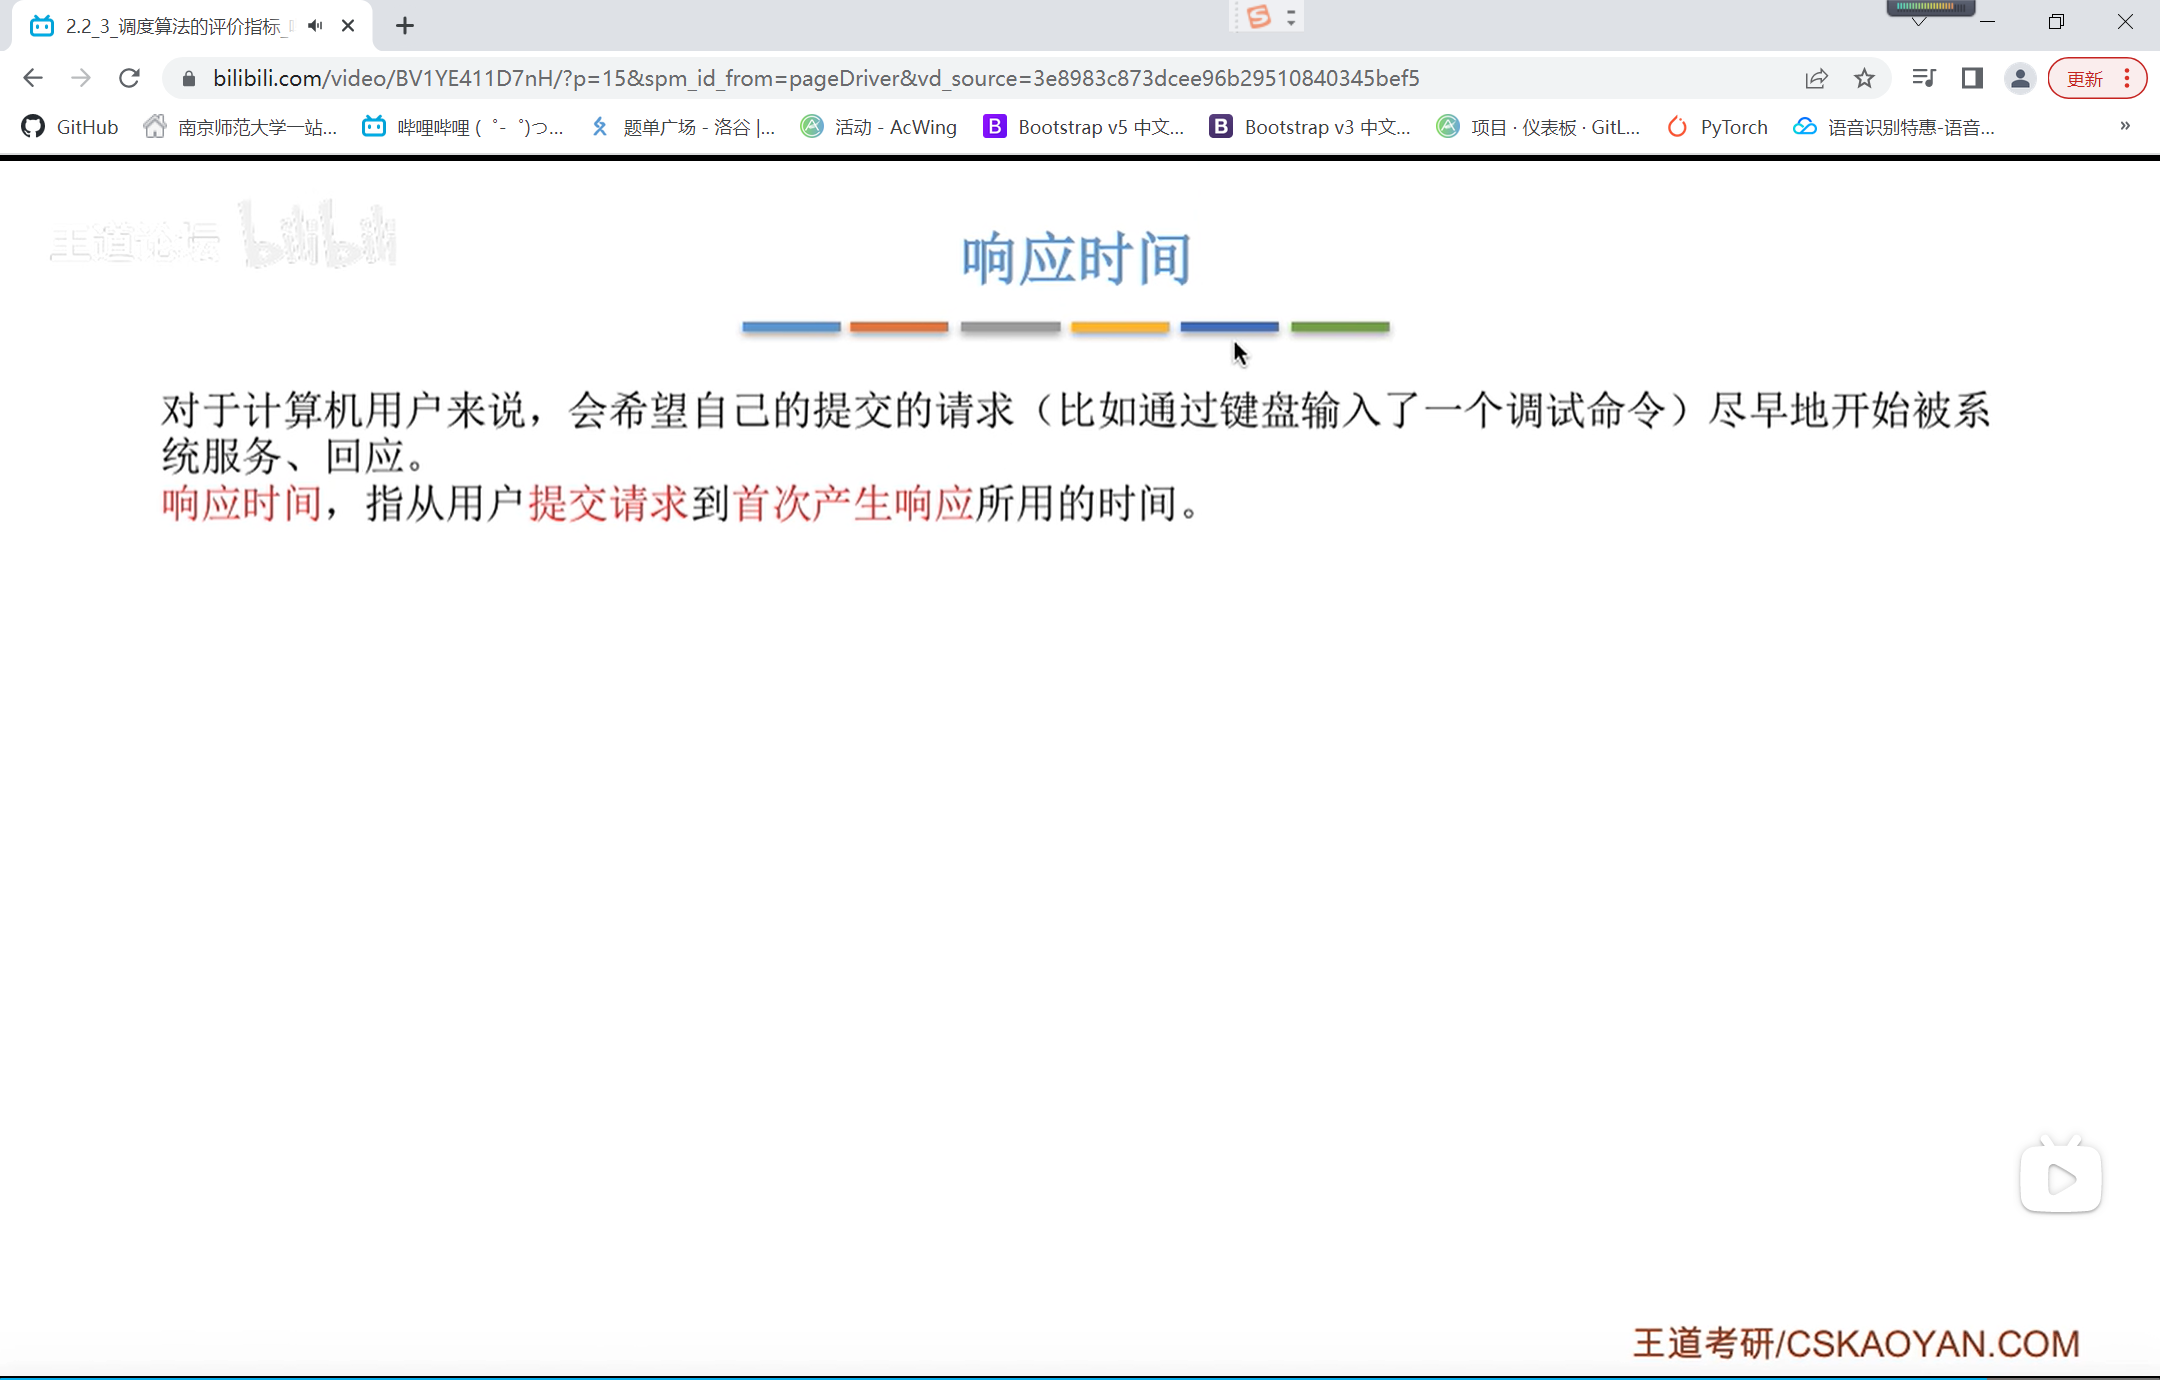 2.2_3_调度算法的评价指标_
bilibili.com/video/BV1YE411D7nH/?p=15&spm_id_from=pageDriver&vd_source=3e8983c873dcee96b29510840345bef5
更新
GitHub 南京师范大学一站... 哔哩哔哩 (゜-゜)つ... 题单广场 - 洛谷 |... 活动 - AcWing Bootstrap v5 中文... Bootstrap v3 中文... 项目 · 仪表板 · GitL... PyTorch 语音识别特惠-语音... »
王道论坛 bilibili
响应时间
对于计算机用户来说，会希望自己的提交的请求（比如通过键盘输入了一个调试命令）尽早地开始被系
统服务、回应。
响应时间，指从用户提交请求到首次产生响应所用的时间。
王道考研/CSKAOYAN.COM